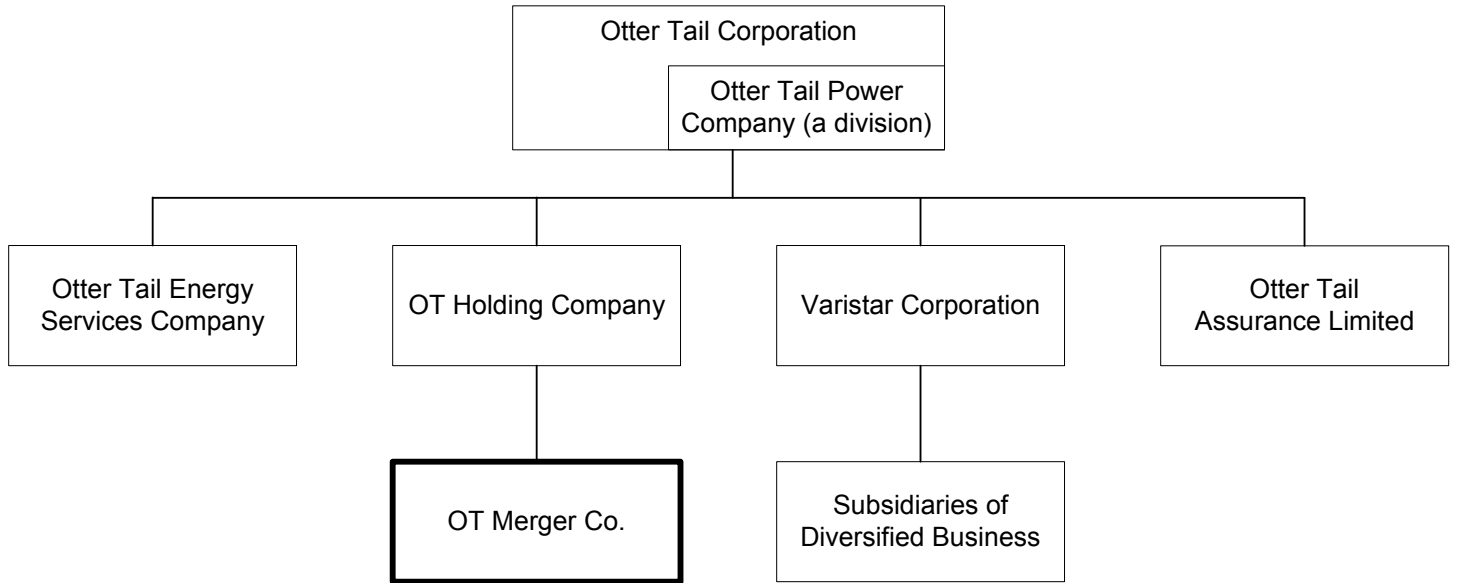 Otter Tail Corporation
Otter Tail Power
Company (a division)
Otter Tail Energy
Services Company
OT Holding Company
Varistar Corporation
Otter Tail
Assurance Limited
OT Merger Co.
Subsidiaries of
Diversified Business